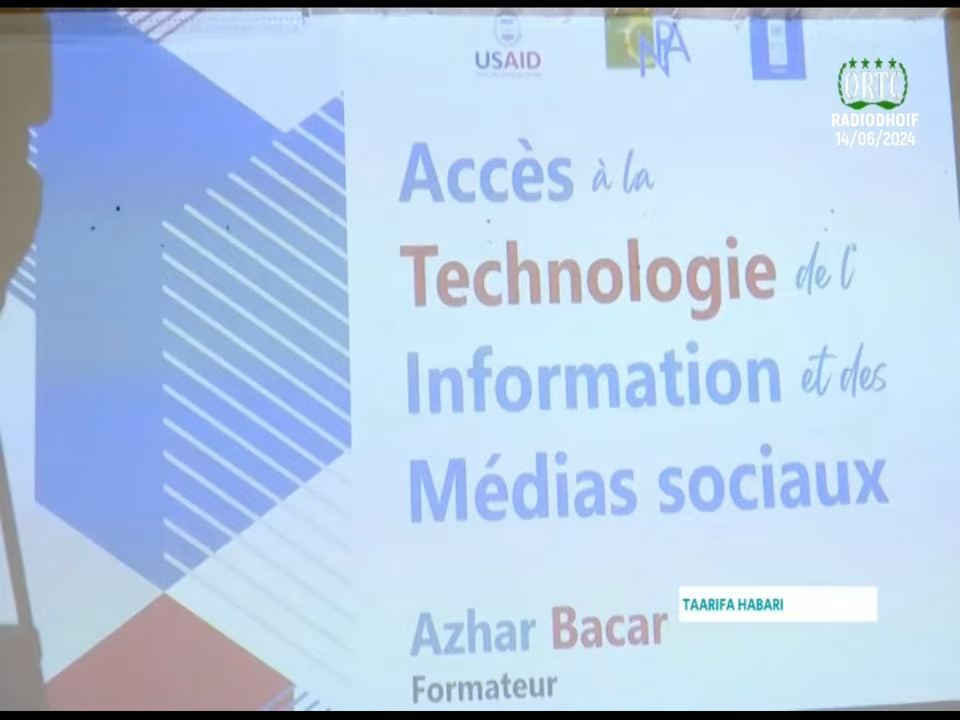 USAID
NPA
ORTC
RADIODHOIF
14/06/2024
Accès à la
Technologie de l'
Information et des
Médias sociaux
TAARIFA HABARI
Azhar Bacar
Formateur